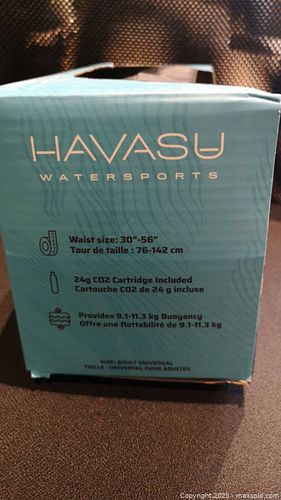 HAVASU
WATERSPORTS
Waist size: 30"-56"
Tour de taille : 76-142 cm
24g CO2 Cartridge Included
Cartouche CO2 de 24 g incluse
Provides 9.1-11.3 kg Buoyancy
Offre une flottabilité de 9.1-11.3 kg
SIZE: ADULT UNIVERSAL
TAILLE : UNIVERSEL POUR ADULTES
Copyright 2025 - maxsolo.com